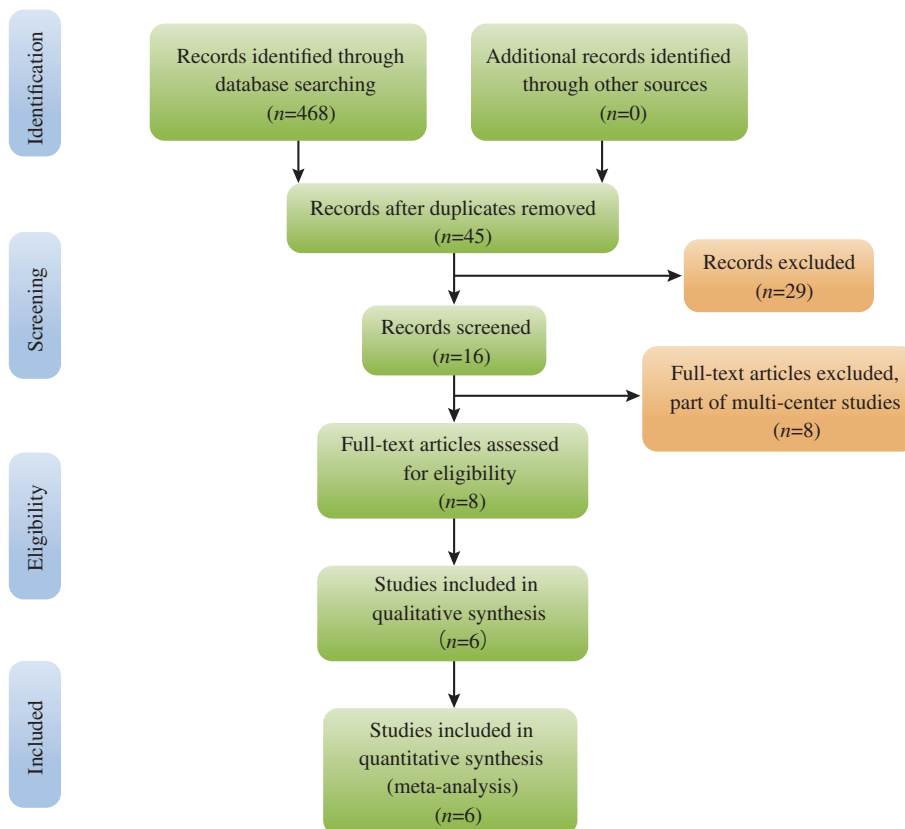 Identification
Records identified through
database searching
(n=468)
Additional records identified
through other sources
(n=0)
Records after duplicates removed
(n=45)
Screening
Records excluded
(n=29)
Records screened
(n=16)
Full-text articles excluded,
part of multi-center studies
(n=8)
Eligibility
Full-text articles assessed
for eligibility
(n=8)
Studies included in
qualitative synthesis
(n=6)
Included
Studies included in
quantitative synthesis
(meta-analysis)
(n=6)